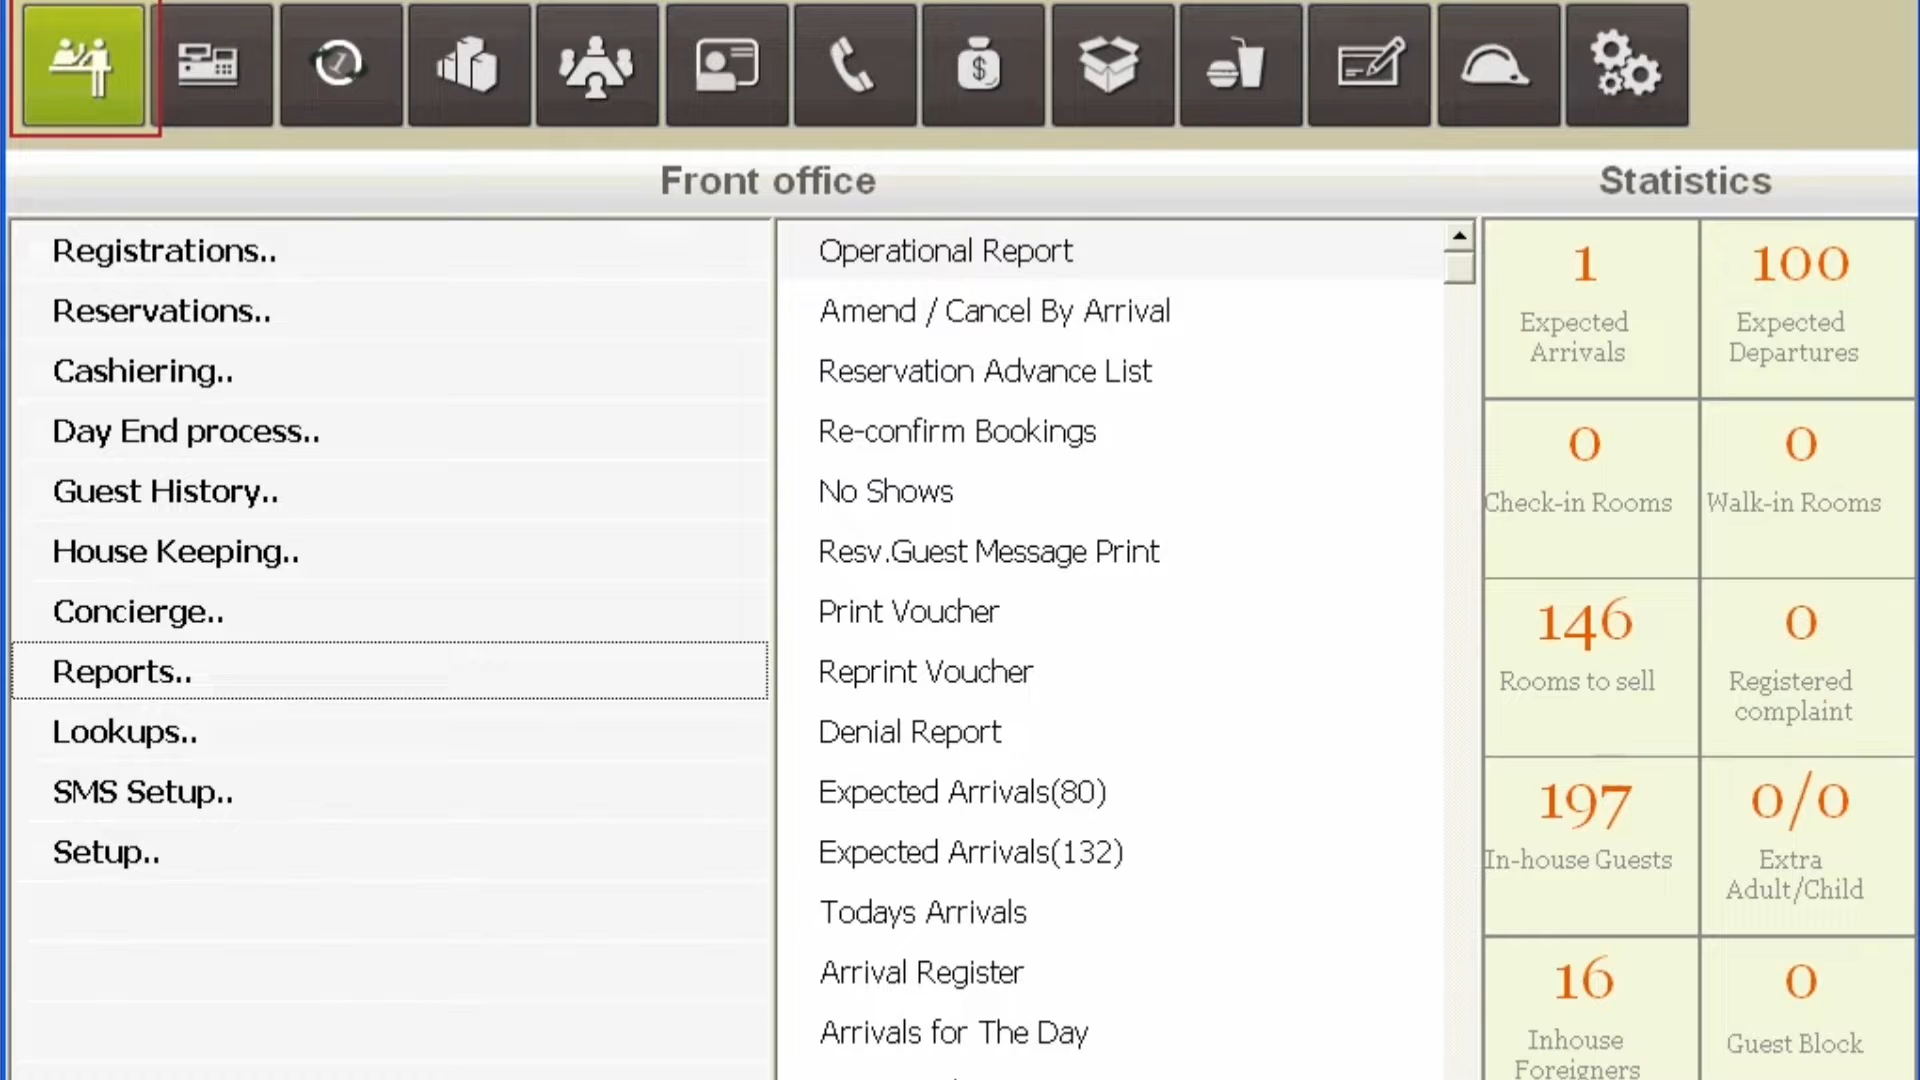 Front office
Statistics
Registrations..
Reservations..
Cashiering..
Day End process..
Guest History..
House Keeping..
Concierge..
Reports..
Lookups..
SMS Setup..
Setup..
Operational Report
Amend / Cancel By Arrival
Reservation Advance List
Re-confirm Bookings
No Shows
Resv.Guest Message Print
Print Voucher
Reprint Voucher
Denial Report
Expected Arrivals(80)
Expected Arrivals(132)
Todays Arrivals
Arrival Register
Arrivals for The Day
1
Expected
Arrivals
100
Expected
Departures
0
Check-in Rooms
0
Walk-in Rooms
146
Rooms to sell
0
Registered
complaint
197
In-house Guests
0/0
Extra
Adult/Child
16
Inhouse
Foreigners
0
Guest Block